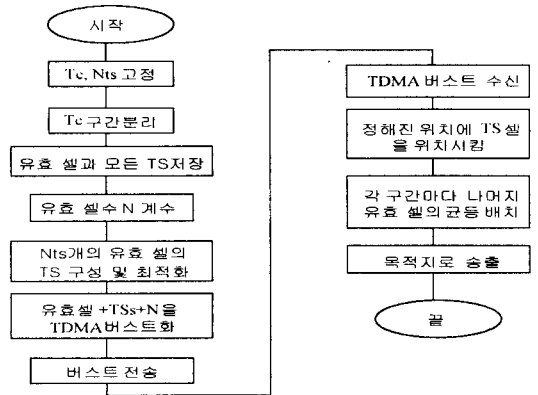 시작
Tc, Nts 고정
Tc 구간분리
유효 셀과 모든 TS저장
유효 셀수 N 계수
Nts개의 유효 셀의
TS 구성 및 최적화
유효셀 +TSs+N을
TDMA버스트화
버스트 전송
TDMA 버스트 수신
정해진 위치에 TS 셀
을 위치시킴
각 구간마다 나머지
유효 셀의 균등 배치
목적지로 송출
끝